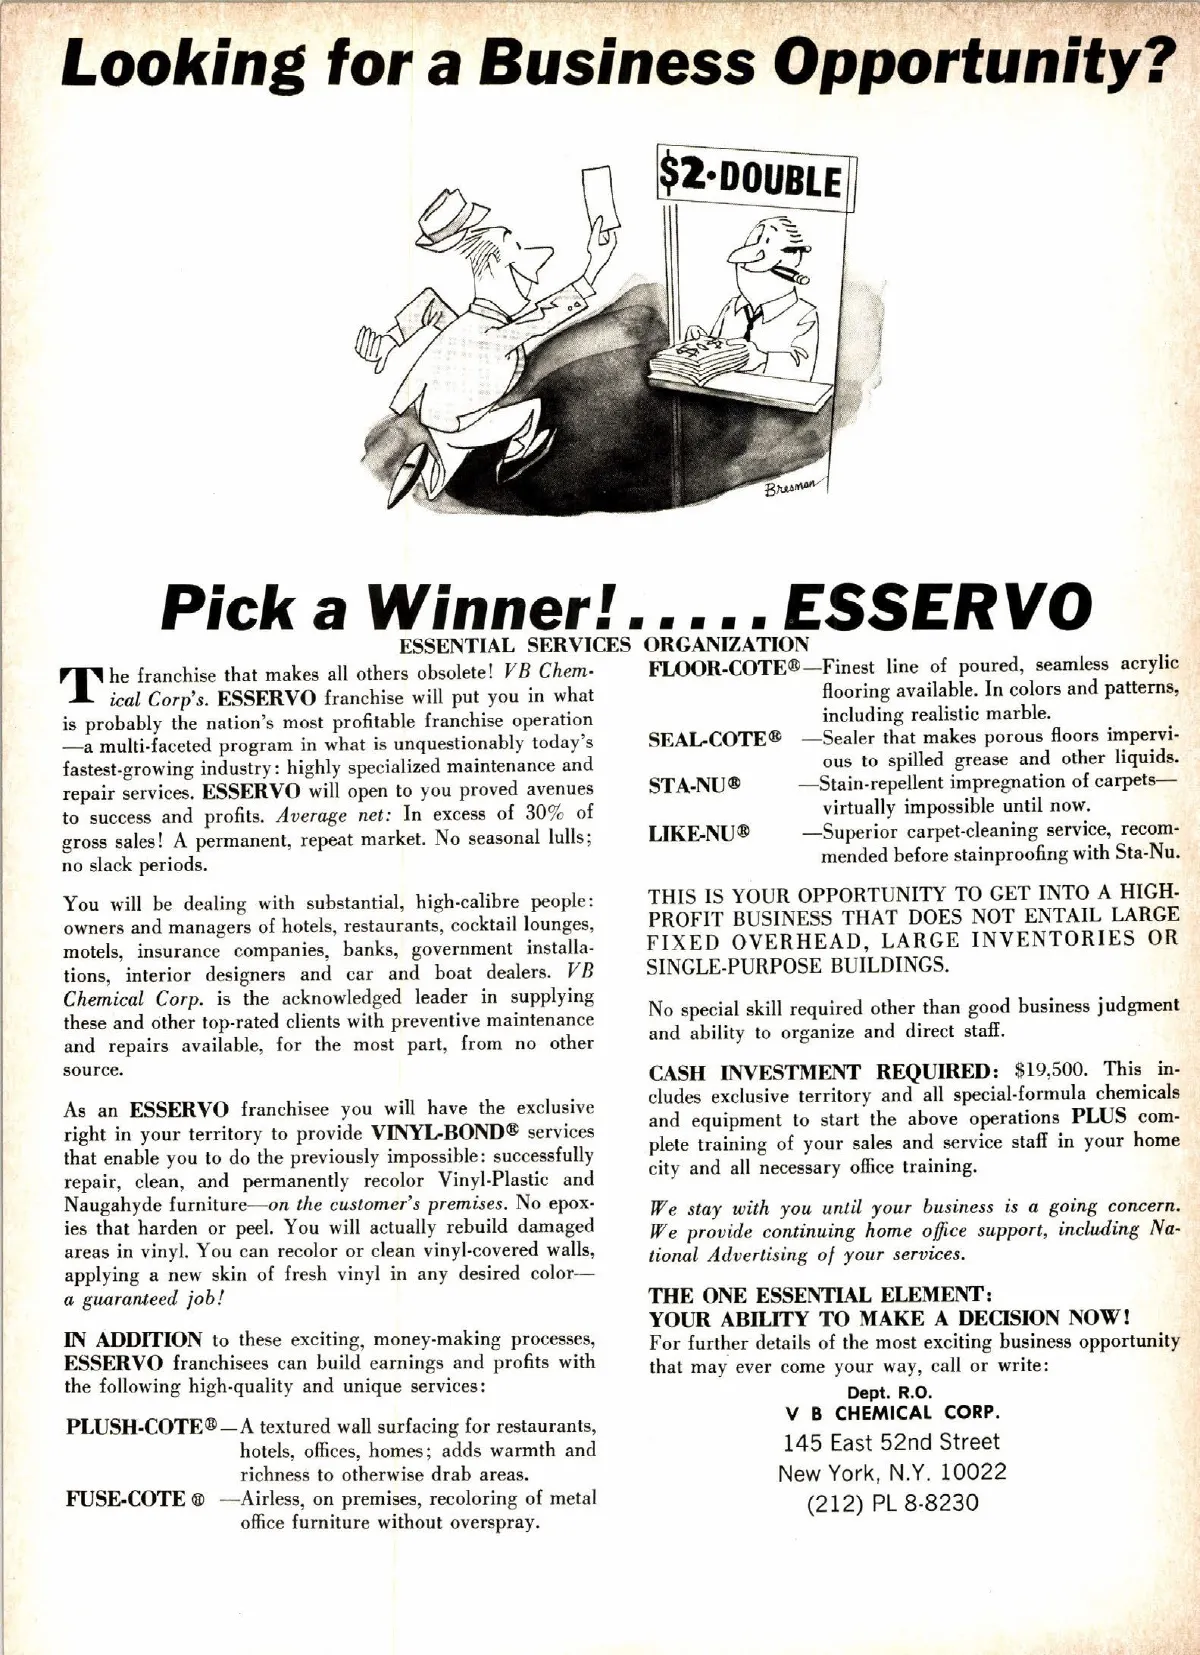 Looking for a Business Opportunity?
$2·DOUBLE
$ $
Bresnan
Pick a Winner!.....ESSERVO
ESSENTIAL SERVICES ORGANIZATION
The franchise that makes all others obsolete! VB Chem-
ical Corp's. ESSERVO franchise will put you in what
is probably the nation's most profitable franchise operation
—a multi-faceted program in what is unquestionably today's
fastest-growing industry: highly specialized maintenance and
repair services. ESSERVO will open to you proved avenues
to success and profits. Average net: In excess of 30% of
gross sales! A permanent, repeat market. No seasonal lulls;
no slack periods.
You will be dealing with substantial, high-calibre people:
owners and managers of hotels, restaurants, cocktail lounges,
motels, insurance companies, banks, government installa-
tions, interior designers and car and boat dealers. VB
Chemical Corp. is the acknowledged leader in supplying
these and other top-rated clients with preventive maintenance
and repairs available, for the most part, from no other
source.
As an ESSERVO franchisee you will have the exclusive
right in your territory to provide VINYL-BOND® services
that enable you to do the previously impossible: successfully
repair, clean, and permanently recolor Vinyl-Plastic and
Naugahyde furniture—on the customer's premises. No epox-
ies that harden or peel. You will actually rebuild damaged
areas in vinyl. You can recolor or clean vinyl-covered walls,
applying a new skin of fresh vinyl in any desired color—
a guaranteed job!
IN ADDITION to these exciting, money-making processes,
ESSERVO franchisees can build earnings and profits with
the following high-quality and unique services:
PLUSH-COTE®—A textured wall surfacing for restaurants,
hotels, offices, homes; adds warmth and
richness to otherwise drab areas.
FUSE-COTE ® —Airless, on premises, recoloring of metal
office furniture without overspray.
FLOOR-COTE®—Finest line of poured, seamless acrylic
flooring available. In colors and patterns,
including realistic marble.
SEAL-COTE® —Sealer that makes porous floors impervi-
ous to spilled grease and other liquids.
STA-NU® —Stain-repellent impregnation of carpets—
virtually impossible until now.
LIKE-NU® —Superior carpet-cleaning service, recom-
mended before stainproofing with Sta-Nu.
THIS IS YOUR OPPORTUNITY TO GET INTO A HIGH-
PROFIT BUSINESS THAT DOES NOT ENTAIL LARGE
FIXED OVERHEAD, LARGE INVENTORIES OR
SINGLE-PURPOSE BUILDINGS.
No special skill required other than good business judgment
and ability to organize and direct staff.
CASH INVESTMENT REQUIRED: $19,500. This in-
cludes exclusive territory and all special-formula chemicals
and equipment to start the above operations PLUS com-
plete training of your sales and service staff in your home
city and all necessary office training.
We stay with you until your business is a going concern.
We provide continuing home office support, including Na-
tional Advertising of your services.
THE ONE ESSENTIAL ELEMENT:
YOUR ABILITY TO MAKE A DECISION NOW!
For further details of the most exciting business opportunity
that may ever come your way, call or write:
Dept. R.O.
V B CHEMICAL CORP.
145 East 52nd Street
New York, N.Y. 10022
(212) PL 8-8230